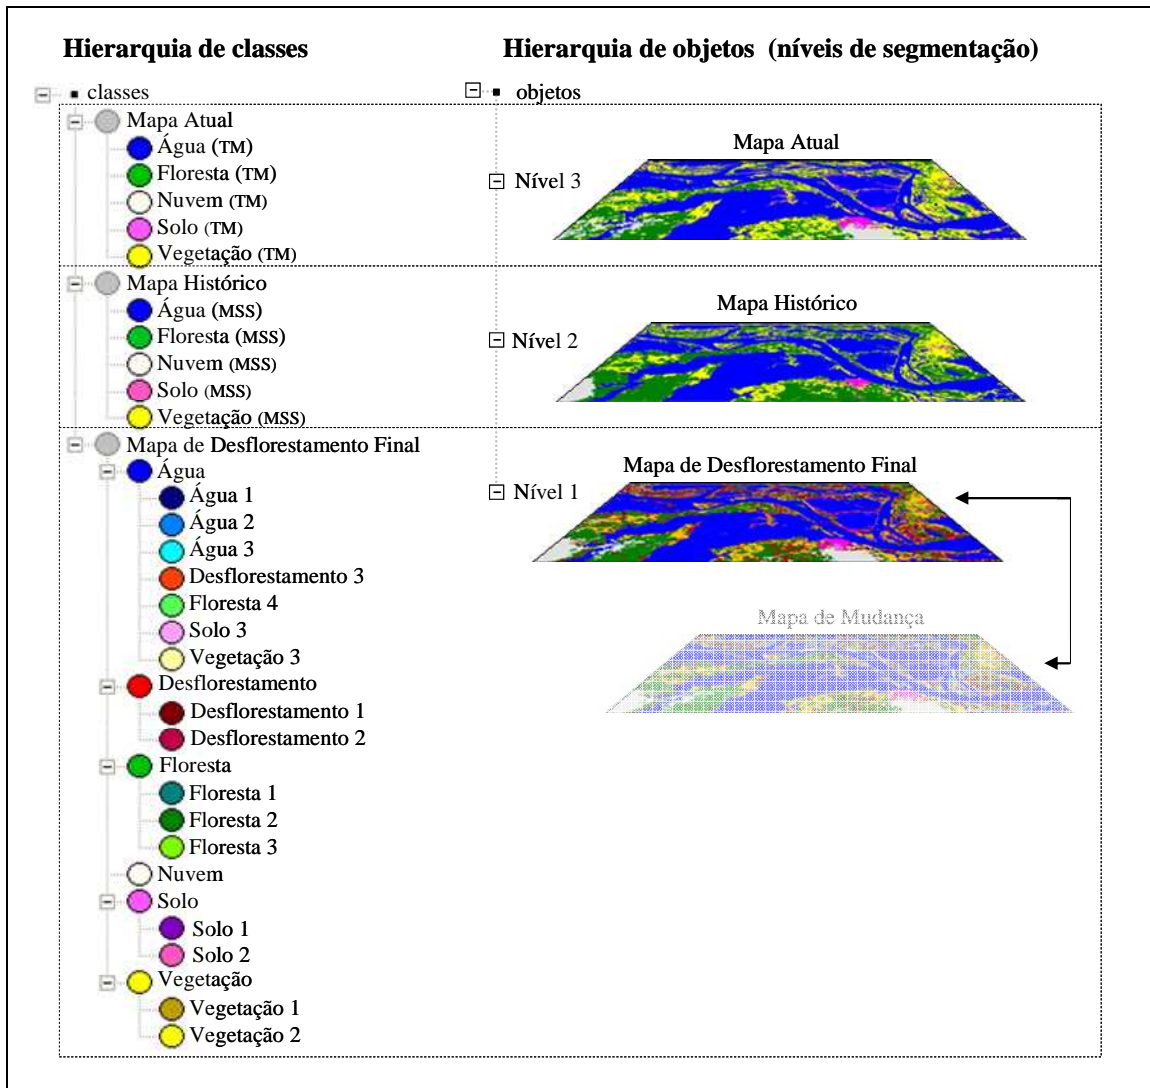 Hierarquia de classes
Hierarquia de objetos (níveis de segmentação)
classes
Mapa Atual
Água (TM)
Floresta (TM)
Nuvem (TM)
Solo (TM)
Vegetação (TM)
Mapa Histórico
Água (MSS)
Floresta (MSS)
Nuvem (MSS)
Solo (MSS)
Vegetação (MSS)
Mapa de Desflorestamento Final
Água
Água 1
Água 2
Água 3
Desflorestamento 3
Floresta 4
Solo 3
Vegetação 3
Desflorestamento
Desflorestamento 1
Desflorestamento 2
Floresta
Floresta 1
Floresta 2
Floresta 3
Nuvem
Solo
Solo 1
Solo 2
Vegetação
Vegetação 1
Vegetação 2
objetos
Mapa Atual
Nível 3
Mapa Histórico
Nível 2
Mapa de Desflorestamento Final
Nível 1
Mapa de Mudança